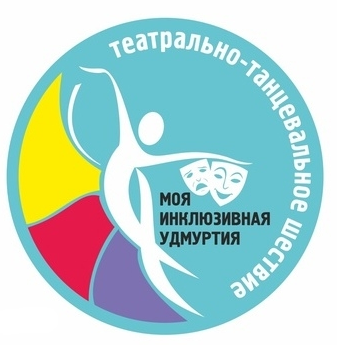 театрально-танцевальное шествие
МОЯ
ИНКЛЮЗИВНАЯ
УДМУРТИЯ